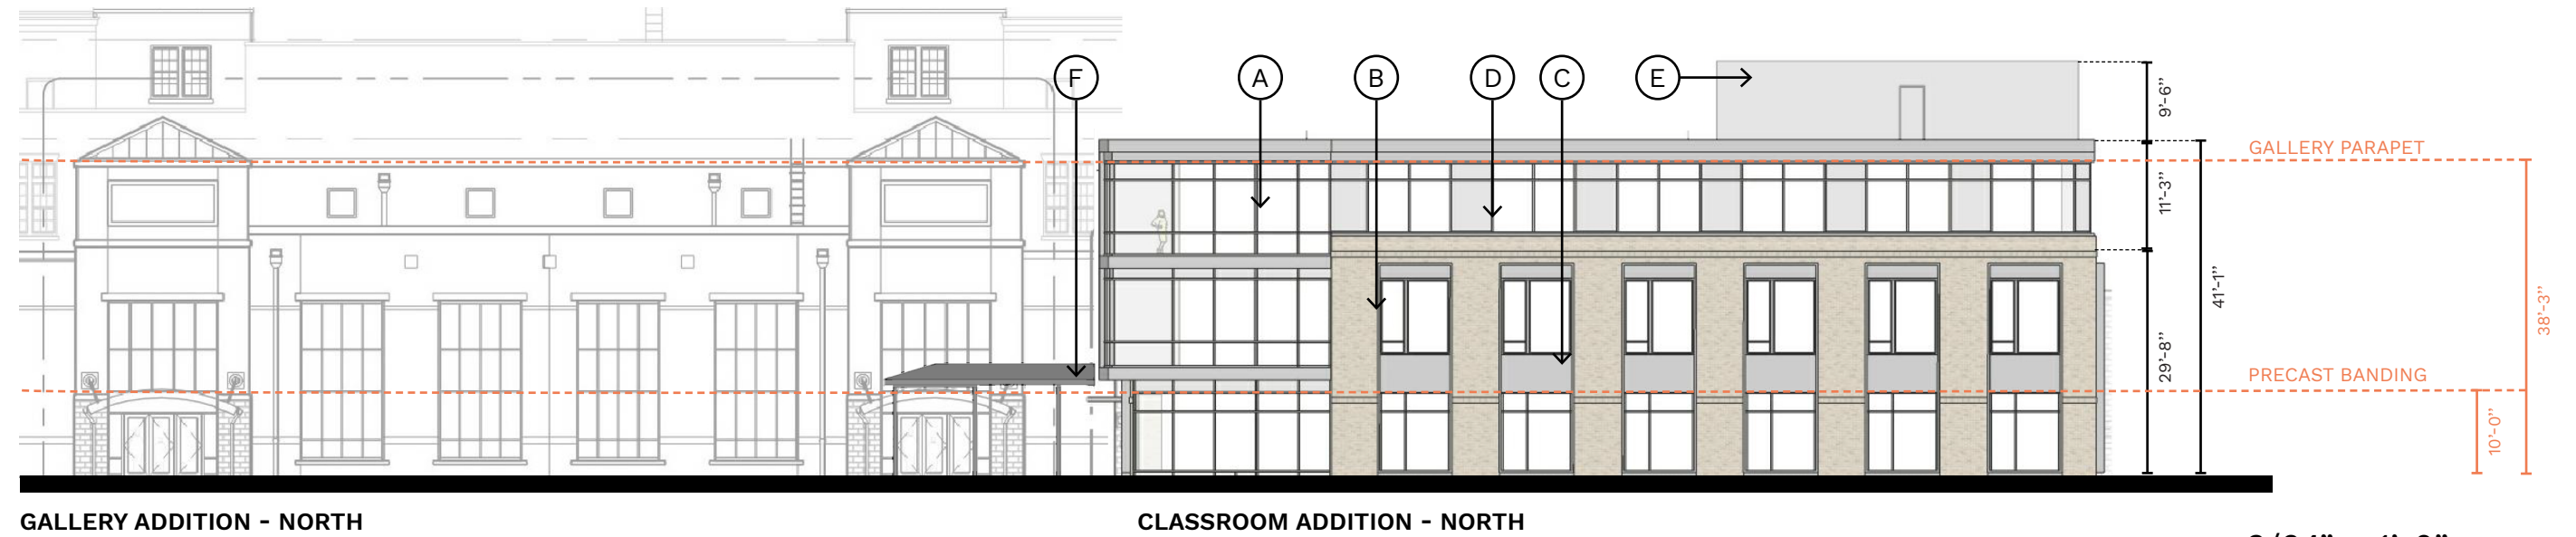 F
A
B
D
C
E
9'-6"
GALLERY PARAPET
11'-3"
41'-1"
38'-3"
29'-8"
PRECAST BANDING
10'-0"
GALLERY ADDITION - NORTH
CLASSROOM ADDITION - NORTH